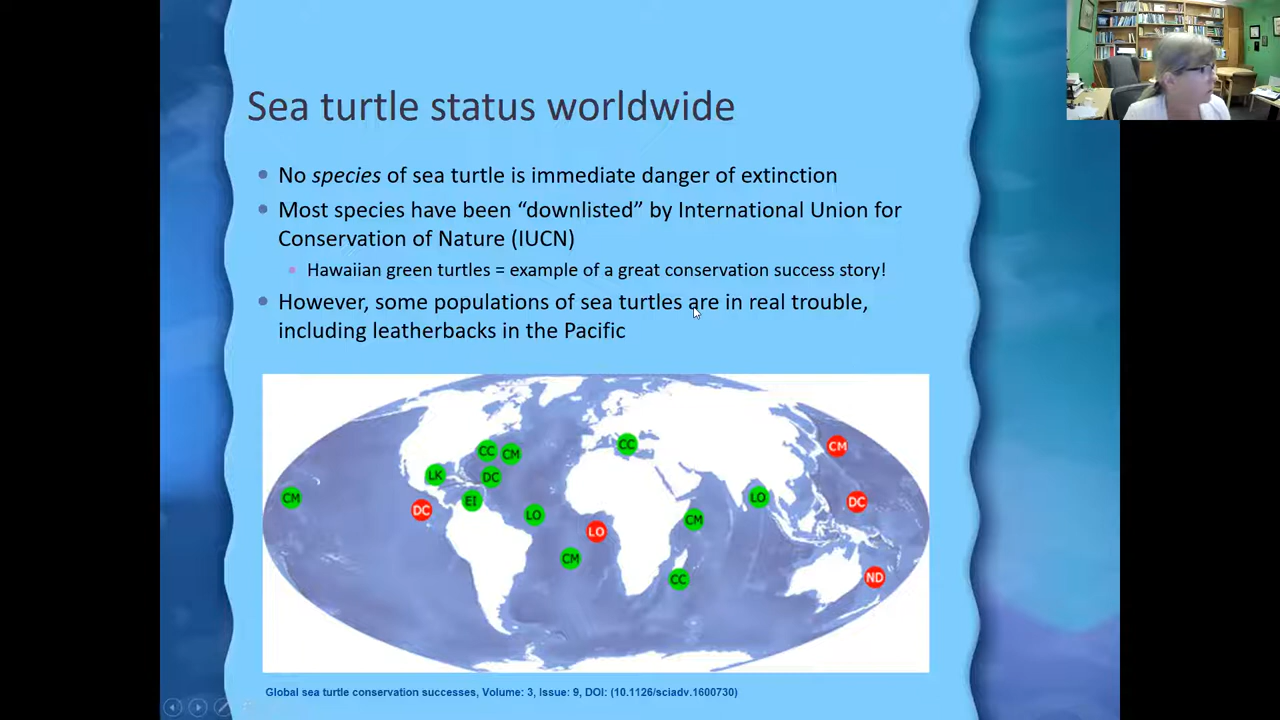 Sea turtle status worldwide
No species of sea turtle is immediate danger of extinction
Most species have been “downlisted” by International Union for
Conservation of Nature (IUCN)
Hawaiian green turtles = example of a great conservation success story!
However, some populations of sea turtles are in real trouble,
including leatherbacks in the Pacific
CC
CM
CC
CM
LK
DC
CM
EI
DC
LO
LO
DC
LO
CM
CM
CC
ND
Global sea turtle conservation successes, Volume: 3, Issue: 9, DOI: (10.1126/sciadv.1600730)